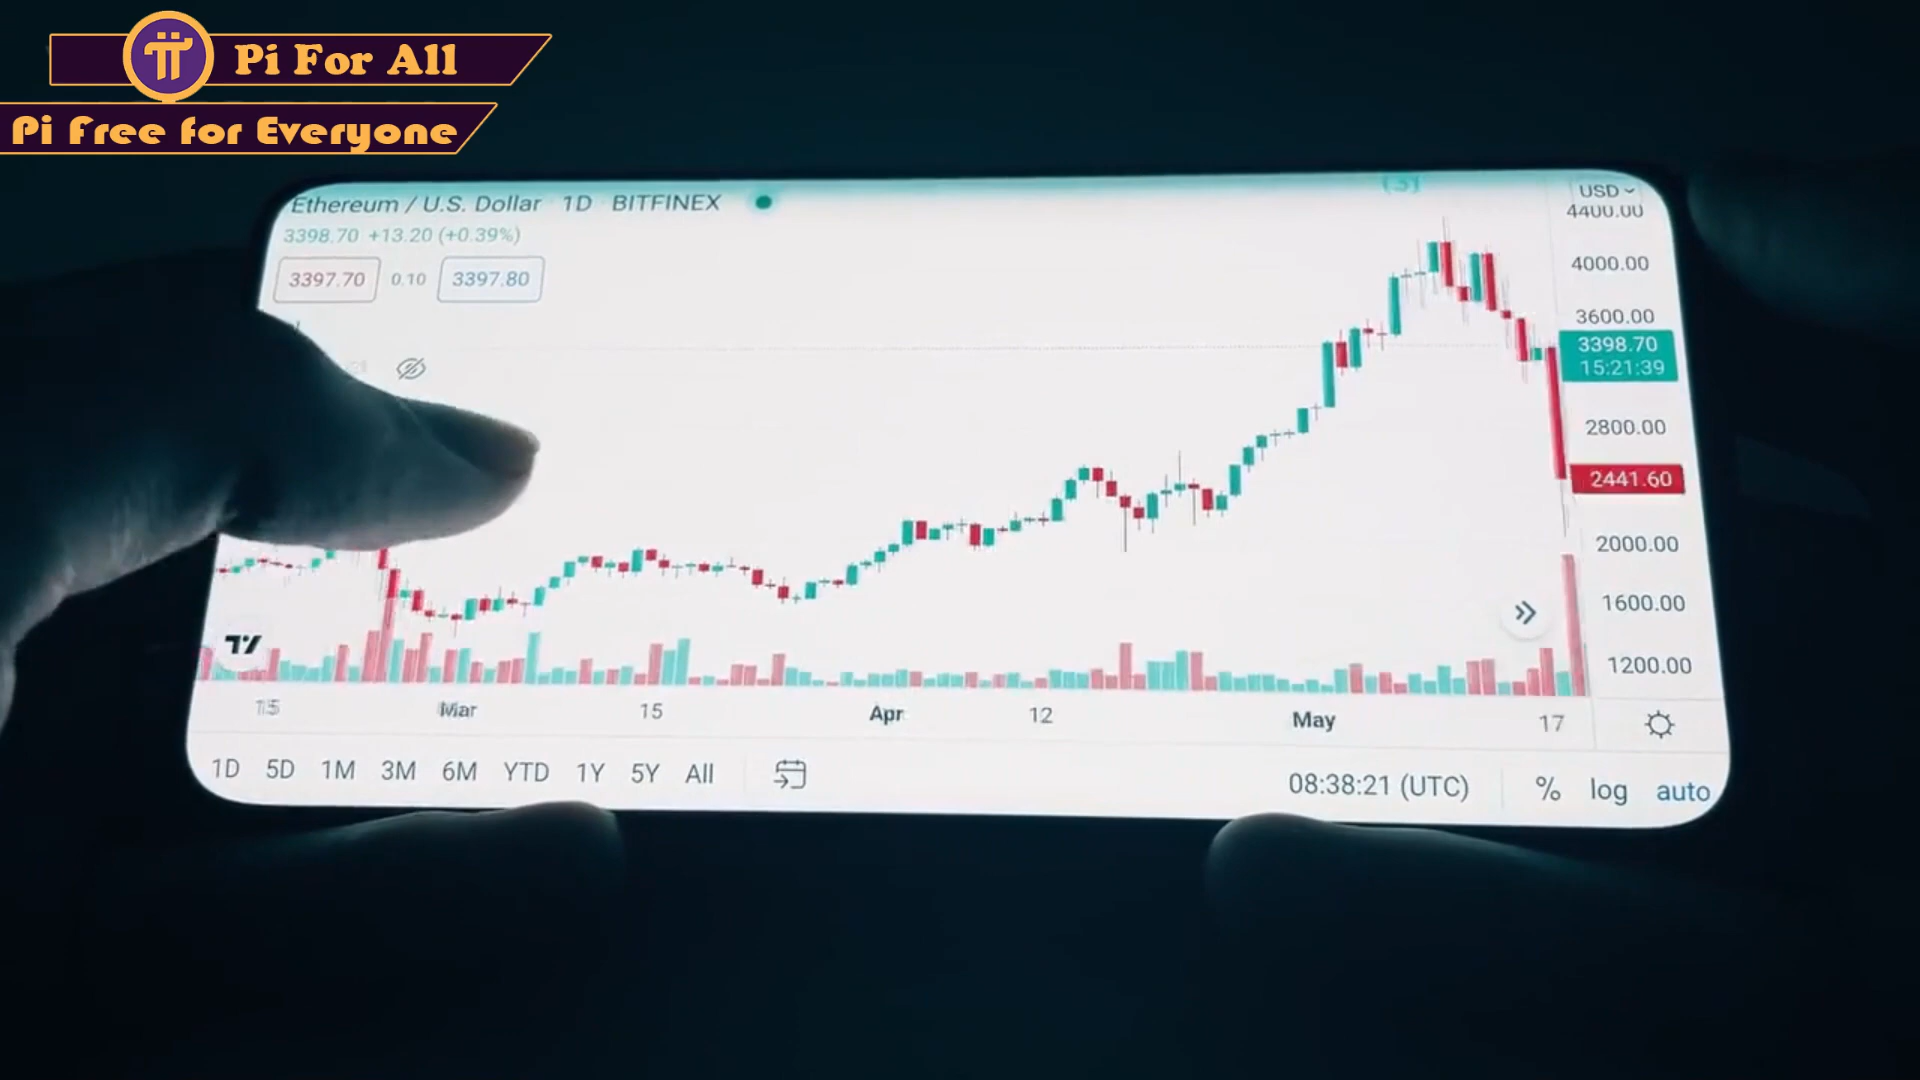 Pi For All
Pi Free for Everyone
Ethereum / U.S. Dollar 1D BITFINEX
3398.70 +13.20 (+0.39%)
3397.70 0.10 3397.80
USD
4400.00
4000.00
3600.00
3398.70
15:21:39
2800.00
2441.60
2000.00
1600.00
1200.00
15 Mar 15 Apr 12 May 17
1D 5D 1M 3M 6M YTD 1Y 5Y All
08:38:21 (UTC) % log auto